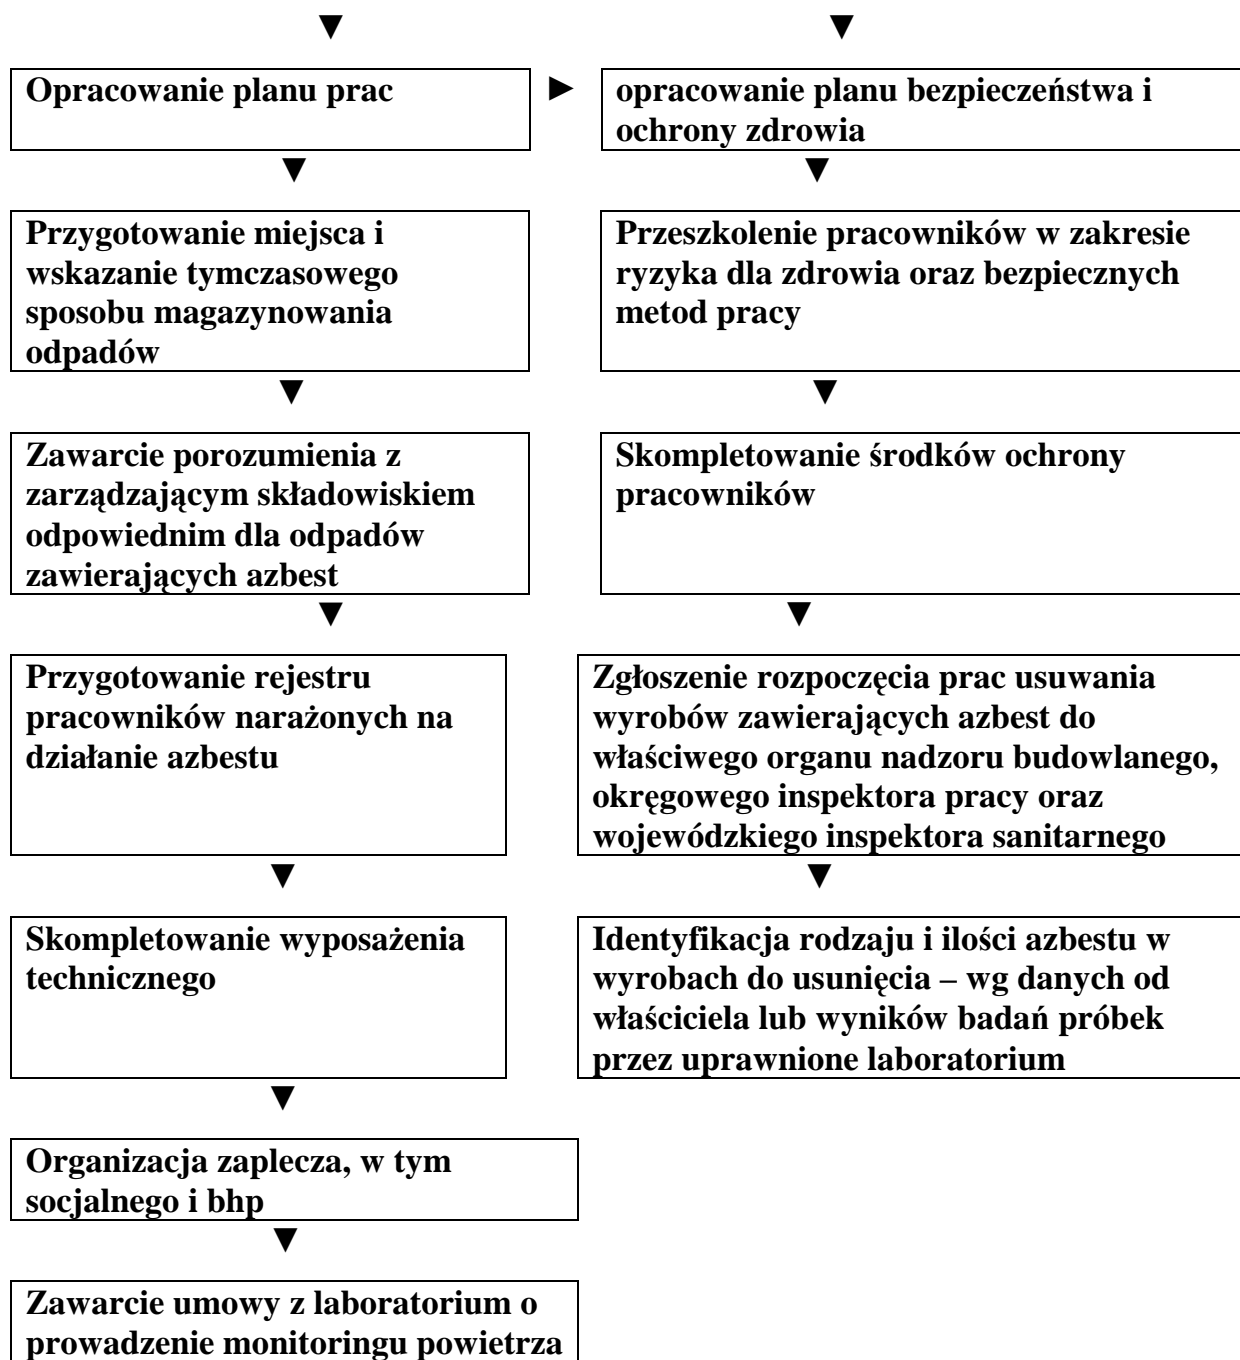 Opracowanie planu prac
opracowanie planu bezpieczeństwa i
ochrony zdrowia
Przygotowanie miejsca i
wskazanie tymczasowego
sposobu magazynowania
odpadów
Przeszkolenie pracowników w zakresie
ryzyka dla zdrowia oraz bezpiecznych
metod pracy
Zawarcie porozumienia z
zarządzającym składowiskiem
odpowiednim dla odpadów
zawierających azbest
Skompletowanie środków ochrony
pracowników
Przygotowanie rejestru
pracowników narażonych na
działanie azbestu
Zgłoszenie rozpoczęcia prac usuwania
wyrobów zawierających azbest do
właściwego organu nadzoru budowlanego,
okręgowego inspektora pracy oraz
wojewódzkiego inspektora sanitarnego
Skompletowanie wyposażenia
technicznego
Identyfikacja rodzaju i ilości azbestu w
wyrobach do usunięcia – wg danych od
właściciela lub wyników badań próbek
przez uprawnione laboratorium
Organizacja zaplecza, w tym
socjalnego i bhp
Zawarcie umowy z laboratorium o
prowadzenie monitoringu powietrza